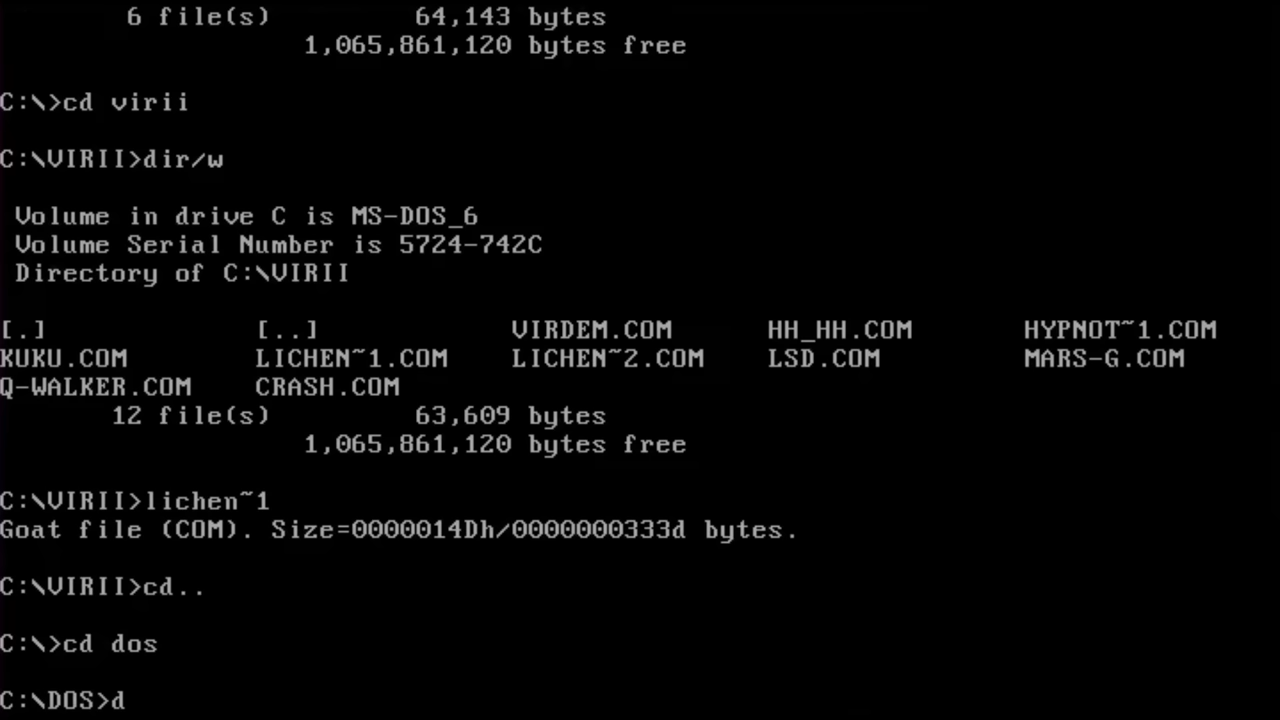 6 file(s) 64,143 bytes
1,065,861,120 bytes free
C:\>cd virii
C:\VIRII>dir/w
Volume in drive C is MS-DOS_6
Volume Serial Number is 5724-742C
Directory of C:\VIRII
[.] [..] VIRDEM.COM HH_HH.COM HYPNOT~1.COM
KUKU.COM LICHEN~1.COM LICHEN~2.COM LSD.COM MARS-G.COM
Q-WALKER.COM CRASH.COM
12 file(s) 63,609 bytes
1,065,861,120 bytes free
C:\VIRII>lichen~1
Goat file (COM). Size=0000014Dh/0000000333d bytes.
C:\VIRII>cd..
C:\>cd dos
C:\DOS>d